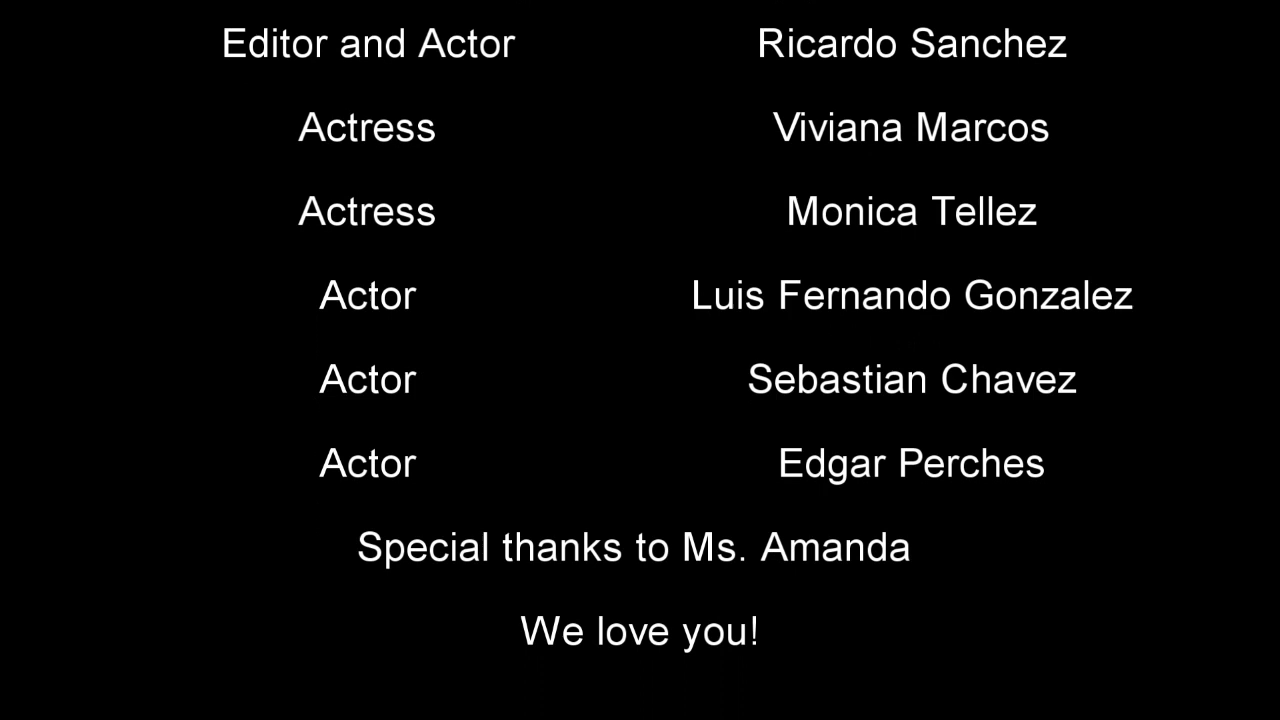 Editor and Actor Ricardo Sanchez
Actress Viviana Marcos
Actress Monica Tellez
Actor Luis Fernando Gonzalez
Actor Sebastian Chavez
Actor Edgar Perches
Special thanks to Ms. Amanda
We love you!